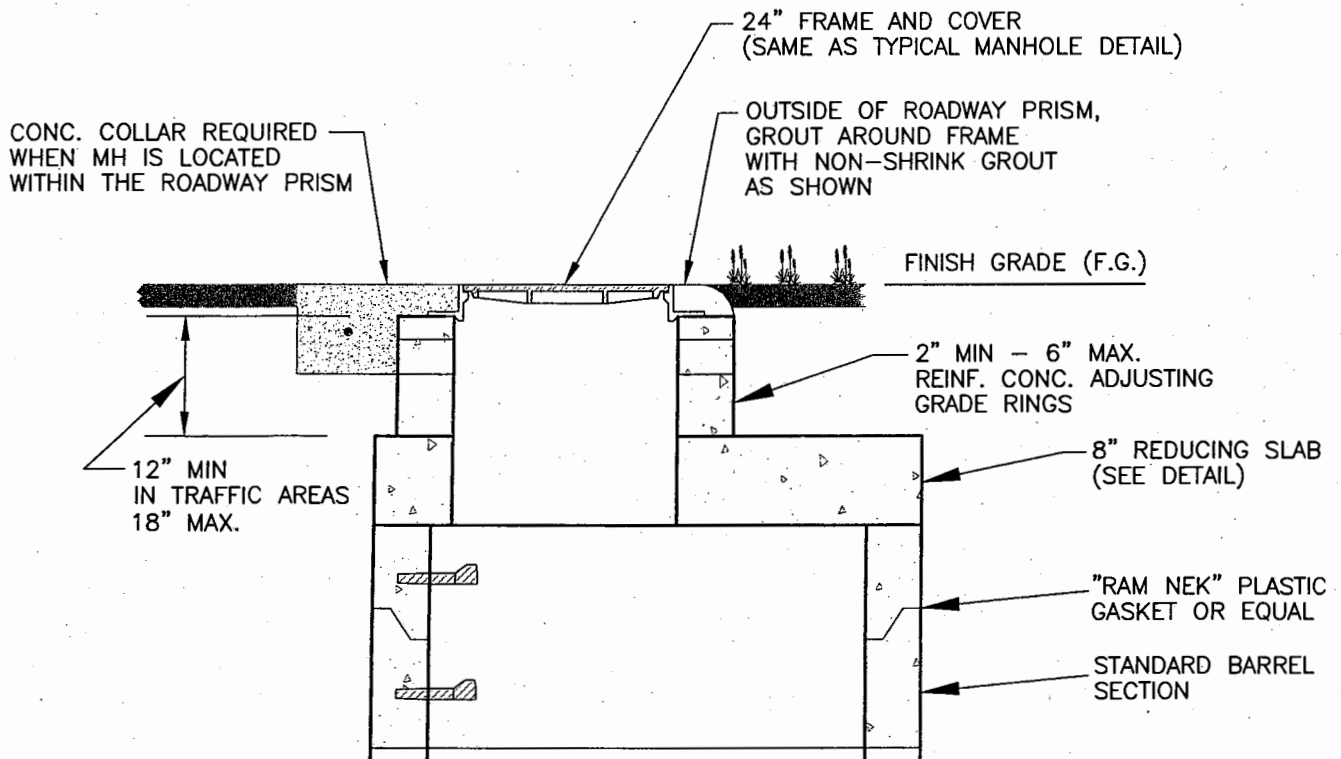 24" FRAME AND COVER
(SAME AS TYPICAL MANHOLE DETAIL)
CONC. COLLAR REQUIRED
WHEN MH IS LOCATED
WITHIN THE ROADWAY PRISM
OUTSIDE OF ROADWAY PRISM,
GROUT AROUND FRAME
WITH NON-SHRINK GROUT
AS SHOWN
FINISH GRADE (F.G.)
2" MIN - 6" MAX.
REINF. CONC. ADJUSTING
GRADE RINGS
12" MIN
IN TRAFFIC AREAS
18" MAX.
8" REDUCING SLAB
(SEE DETAIL)
"RAM NEK" PLASTIC
GASKET OR EQUAL
STANDARD BARREL
SECTION